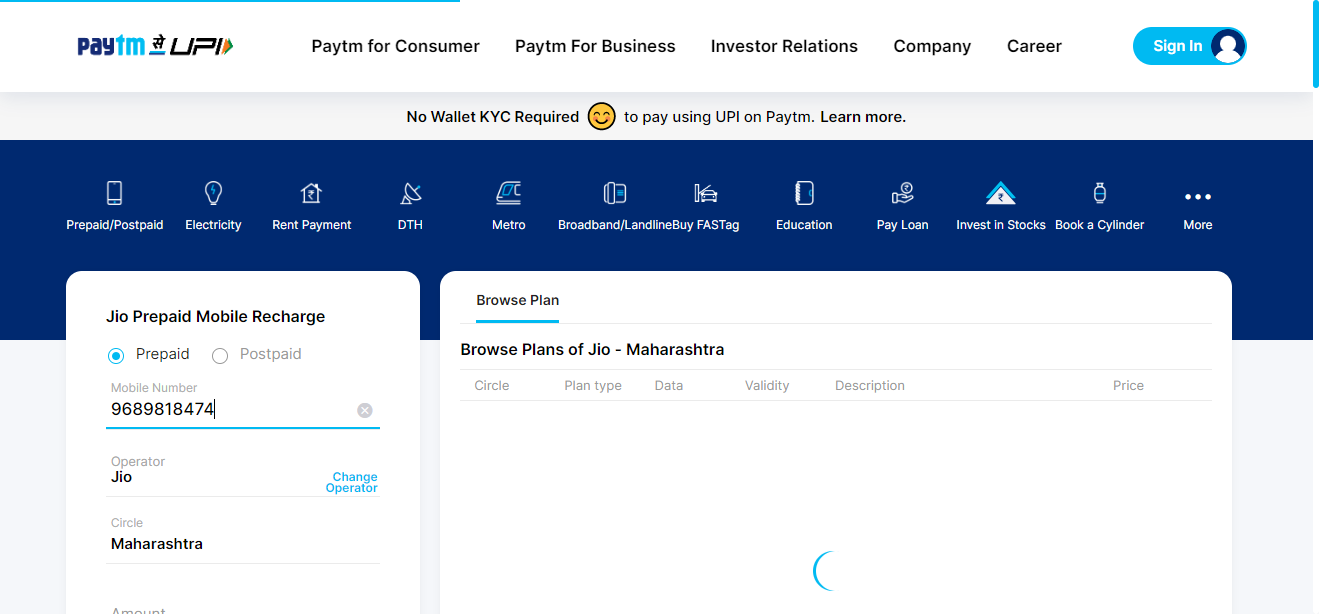 paytm से UPI
Paytm for Consumer Paytm For Business Investor Relations Company Career Sign In
No Wallet KYC Required to pay using UPI on Paytm. Learn more.
Prepaid/Postpaid Electricity Rent Payment DTH Metro Broadband/Landline Buy FASTag Education Pay Loan Invest in Stocks Book a Cylinder More
Jio Prepaid Mobile Recharge
Prepaid Postpaid
Mobile Number
9689818474
Operator
Jio
Change
Operator
Circle
Maharashtra
Amount
Browse Plan
Browse Plans of Jio - Maharashtra
Circle Plan type Data Validity Description Price